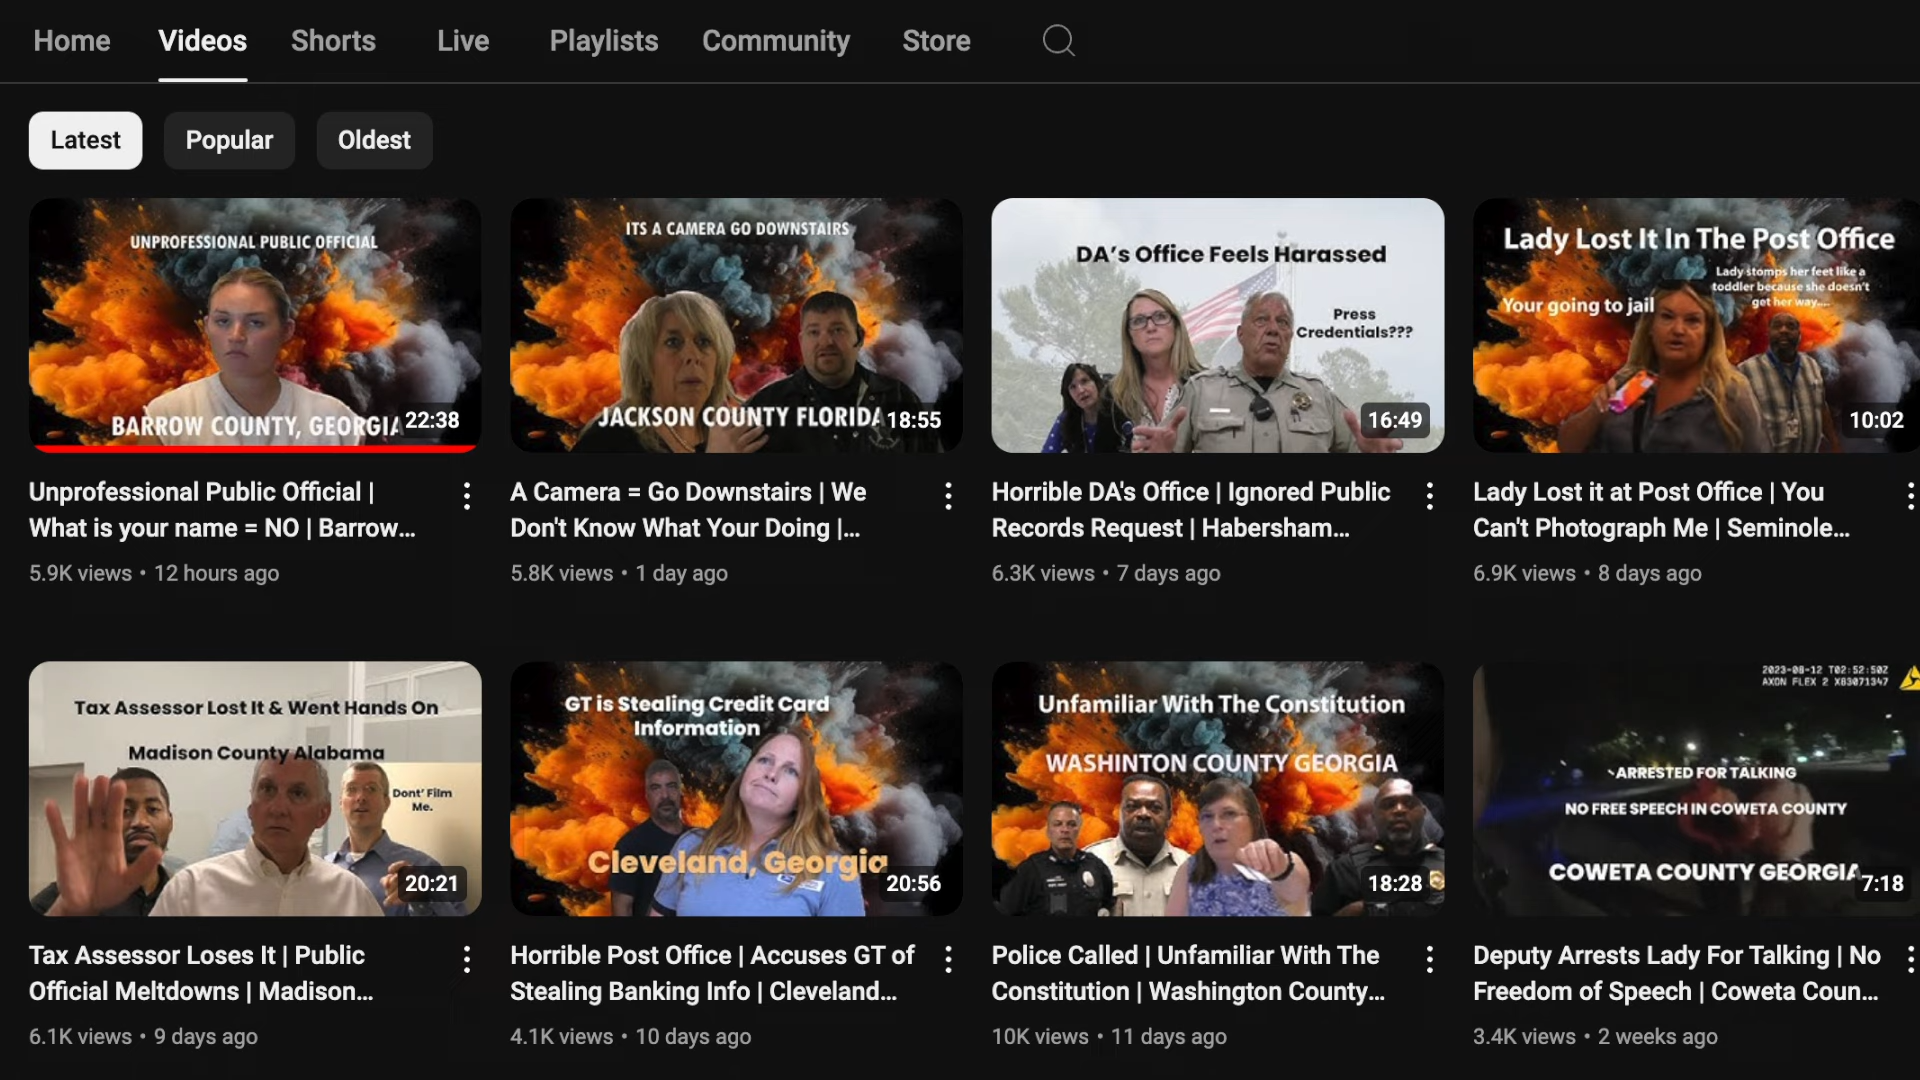 Home Videos Shorts Live Playlists Community Store
Latest Popular Oldest
UNPROFESSIONAL PUBLIC OFFICIAL
BARROW COUNTY, GEORGIA
22:38
Unprofessional Public Official |
What is your name = NO | Barrow...
5.9K views • 12 hours ago
ITS A CAMERA GO DOWNSTAIRS
JACKSON COUNTY FLORIDA
18:55
A Camera = Go Downstairs | We
Don't Know What Your Doing |...
5.8K views • 1 day ago
DA's Office Feels Harassed
Press
Credentials???
16:49
Horrible DA's Office | Ignored Public
Records Request | Habersham...
6.3K views • 7 days ago
Lady Lost It In The Post Office
Lady stomps her feet like a
toddler because she doesn't
get her way....
Your going to jail
10:02
Lady Lost it at Post Office | You
Can't Photograph Me | Seminole...
6.9K views • 8 days ago
Tax Assessor Lost It & Went Hands On
Madison County Alabama
Dont' Film
Me.
20:21
Tax Assessor Loses It | Public
Official Meltdowns | Madison...
6.1K views • 9 days ago
GT is Stealing Credit Card
Information
Cleveland, Georgia
20:56
Horrible Post Office | Accuses GT of
Stealing Banking Info | Cleveland...
4.1K views • 10 days ago
Unfamiliar With The Constitution
WASHINTON COUNTY GEORGIA
18:28
Police Called | Unfamiliar With The
Constitution | Washington County...
10K views • 11 days ago
2023-08-12 T02:52:50Z
AXON FLEX 2 X83071347
ARRESTED FOR TALKING
NO FREE SPEECH IN COWETA COUNTY
COWETA COUNTY GEORGIA
7:18
Deputy Arrests Lady For Talking | No
Freedom of Speech | Coweta Coun...
3.4K views • 2 weeks ago